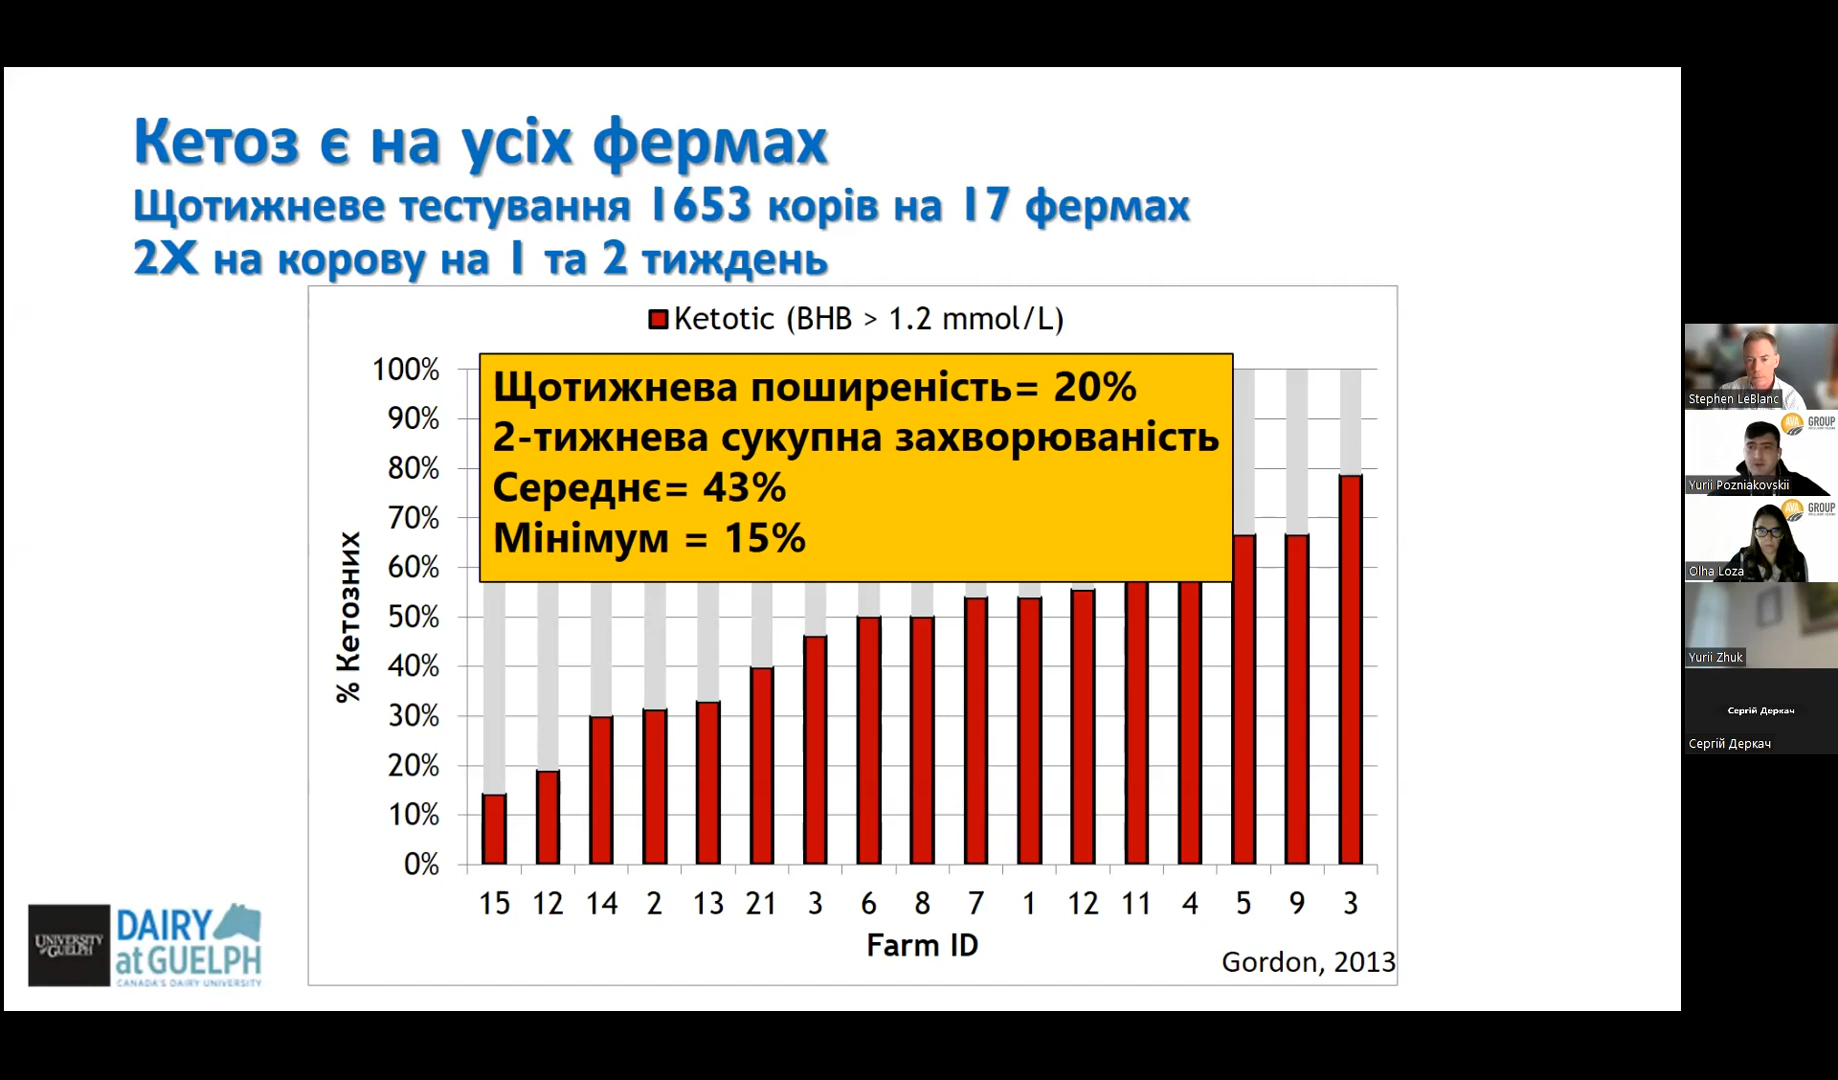 Кетоз є на усіх фермах
Щотижневе тестування 1653 корів на 17 фермах
2X на корову на 1 та 2 тиждень
Ketotic (BHB > 1.2 mmol/L)
Щотижнева поширеність= 20%
2-тижнева сукупна захворюваність
Середнє= 43%
Мінімум = 15%
100%
90%
80%
70%
60%
50%
40%
30%
20%
10%
0%
% Кетозних
15 12 14 2 13 21 3 6 8 7 1 12 11 4 5 9 3
Farm ID
Gordon, 2013
UNIVERSITY
of GUELPH
DAIRY
at GUELPH
CANADA'S DAIRY UNIVERSITY
Stephen LeBlanc
AVA GROUP
Yurii Pozniakovskii
AVA GROUP
Olha Loza
Yurii Zhuk
Сергій Деркач
Сергій Деркач